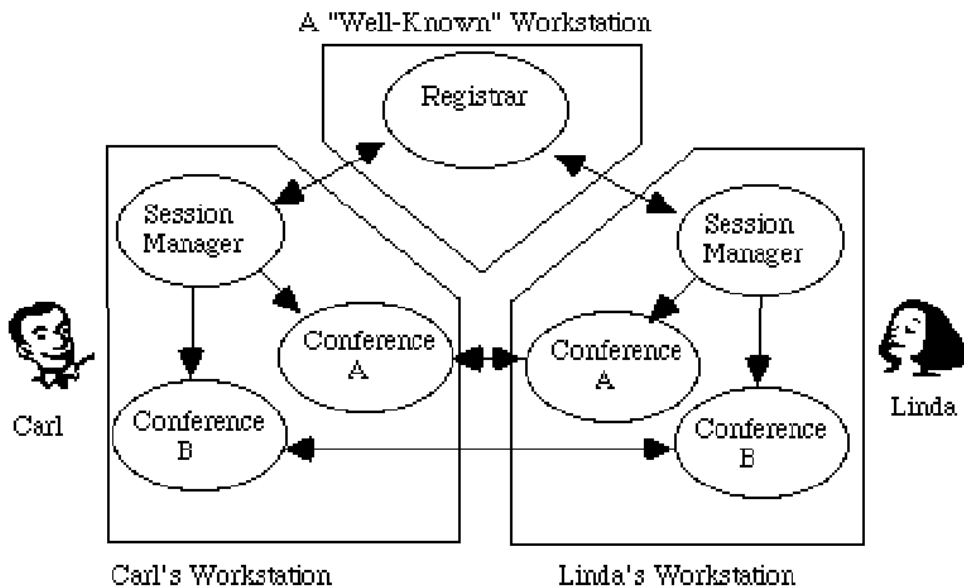 A "Well-Known" Workstation
Registrar
Session
Manager
Session
Manager
Conference
A
Conference
A
Conference
B
Conference
B
Carl
Linda
Carl's Workstation
Linda's Workstation